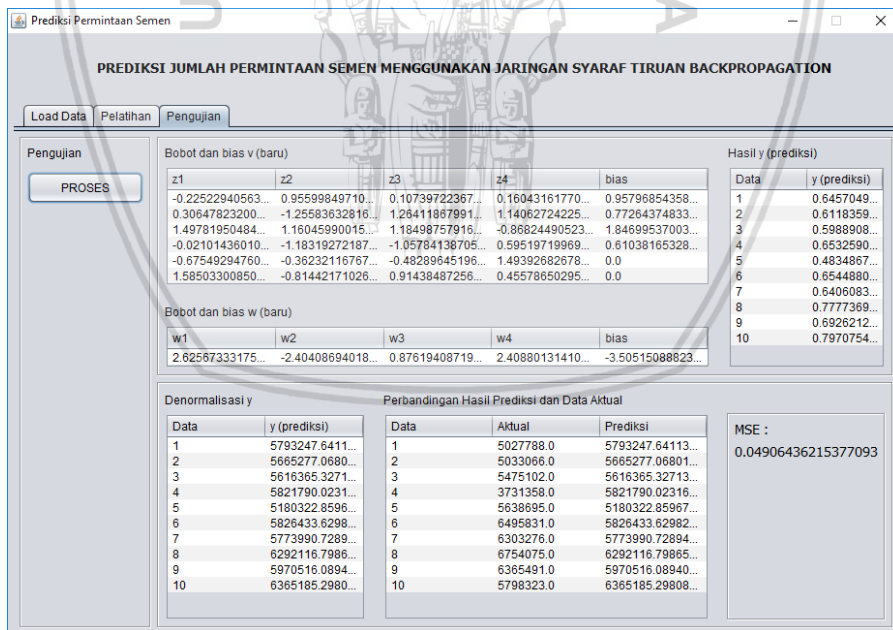 Prediksi Permintaan Semen
PREDIKSI JUMLAH PERMINTAAN SEMEN MENGGUNAKAN JARINGAN SYARAF TIRUAN BACKPROPAGATION
Load Data Pelatihan Pengujian
Pengujian
PROSES
Bobot dan bias v (baru)
z1 z2 z3 z4 bias
-0.22522940563... 0.95599849710... 0.10739722367... 0.16043161770... 0.95796854358...
0.30647823200... -1.25583632816... 1.26411867991... 1.14062724225... 0.77264374833...
1.49781950484... 1.16045990015... 1.18498757916... -0.86824490523... 1.84699537003...
-0.02101436010... -1.18319272187... -1.05784138705... 0.59519719969... 0.61038165328...
-0.67549294760... -0.36232116767... -0.48289645196... 1.49392682678... 0.0
1.58503300850... -0.81442171026... 0.91438487256... 0.45578650295... 0.0
Bobot dan bias w (baru)
w1 w2 w3 w4 bias
2.62567333175... -2.40408694018... 0.87619408719... 2.40880131410... -3.50515088823...
Hasil y (prediksi)
Data y (prediksi)
1 0.6457049...
2 0.6118359...
3 0.5988908...
4 0.6532590...
5 0.4834867...
6 0.6544880...
7 0.6406083...
8 0.7777369...
9 0.6926212...
10 0.7970754...
Denormalisasi y
Data y (prediksi)
1 5793247.6411...
2 5665277.0680...
3 5616365.3271...
4 5821790.0231...
5 5180322.8596...
6 5826433.6298...
7 5773990.7289...
8 6292116.7986...
9 5970516.0894...
10 6365185.2980...
Perbandingan Hasil Prediksi dan Data Aktual
Data Aktual Prediksi
1 5027788.0 5793247.64113...
2 5033066.0 5665277.06801...
3 5475102.0 5616365.32713...
4 3731358.0 5821790.02316...
5 5638695.0 5180322.85967...
6 6495831.0 5826433.62982...
7 6303276.0 5773990.72894...
8 6754075.0 6292116.79865...
9 6365491.0 5970516.08940...
10 5798323.0 6365185.29808...
MSE :
0.04906436215377093